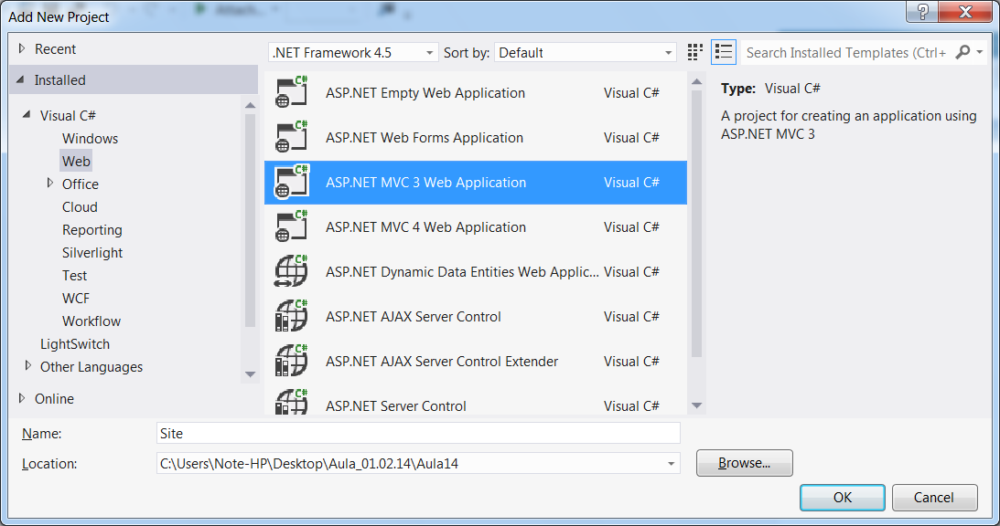 Add New Project
Recent
Installed
Visual C#
Windows
Web
Office
Cloud
Reporting
Silverlight
Test
WCF
Workflow
LightSwitch
Other Languages
Online
.NET Framework 4.5 Sort by: Default
Search Installed Templates (Ctrl+
C# ASP.NET Empty Web Application Visual C#
C# ASP.NET Web Forms Application Visual C#
C# ASP.NET MVC 3 Web Application Visual C#
C# ASP.NET MVC 4 Web Application Visual C#
C# ASP.NET Dynamic Data Entities Web Applic... Visual C#
C# ASP.NET AJAX Server Control Visual C#
C# ASP.NET AJAX Server Control Extender Visual C#
C# ASP.NET Server Control Visual C#
Type: Visual C#
A project for creating an application using
ASP.NET MVC 3
Name: Site
Location: C:\Users\Note-HP\Desktop\Aula_01.02.14\Aula14
Browse...
OK Cancel